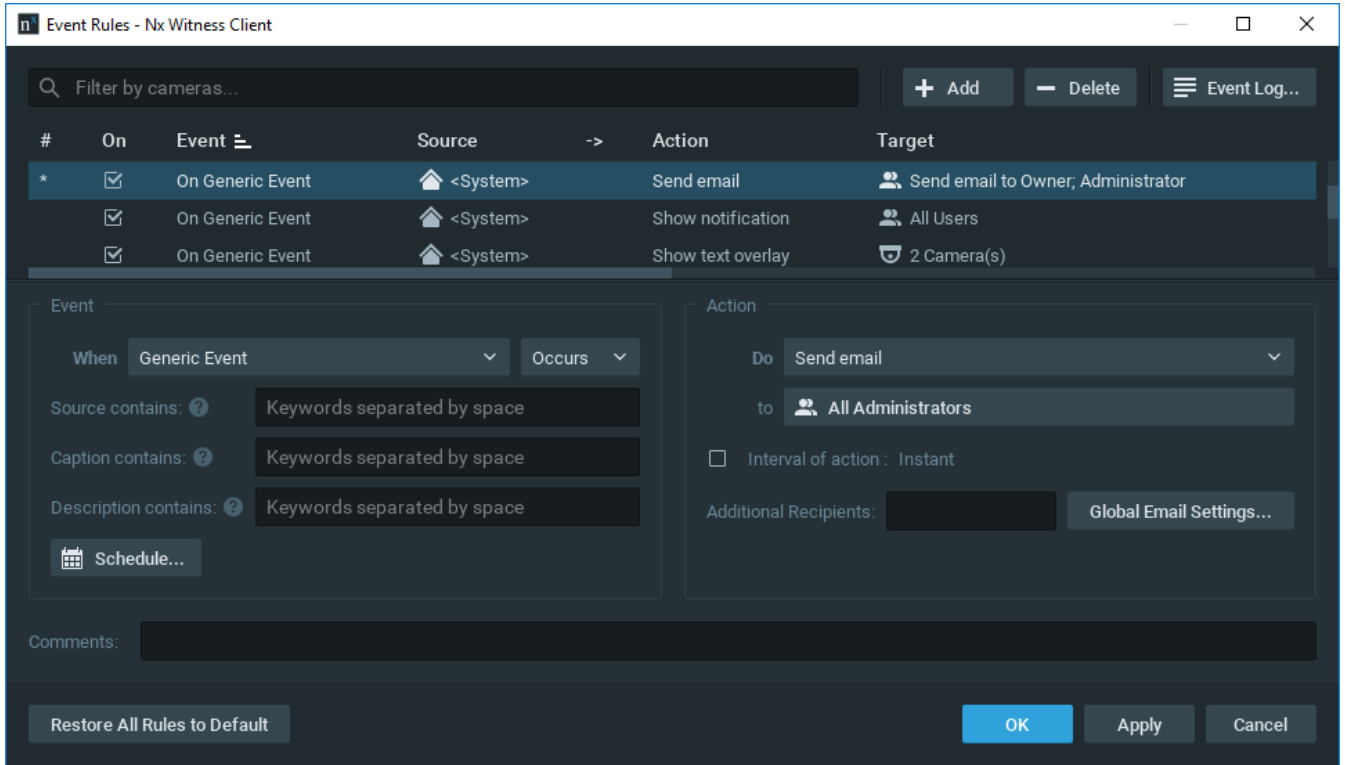 n^x Event Rules - Nx Witness Client
Filter by cameras... Add Delete Event Log...
# On Event Source -> Action Target
* On Generic Event <System> Send email Send email to Owner; Administrator
On Generic Event <System> Show notification All Users
On Generic Event <System> Show text overlay 2 Camera(s)
Event
When Generic Event Occurs
Source contains: ? Keywords separated by space
Caption contains: ? Keywords separated by space
Description contains: ? Keywords separated by space
Schedule...
Action
Do Send email
to All Administrators
Interval of action : Instant
Additional Recipients: Global Email Settings...
Comments:
Restore All Rules to Default OK Apply Cancel